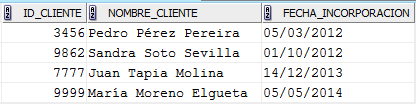 ID_CLIENTE NOMBRE_CLIENTE FECHA_INCORPORACION
3456 Pedro Pérez Pereira 05/03/2012
9862 Sandra Soto Sevilla 01/10/2012
7777 Juan Tapia Molina 14/12/2013
9999 María Moreno Elgueta 05/05/2014